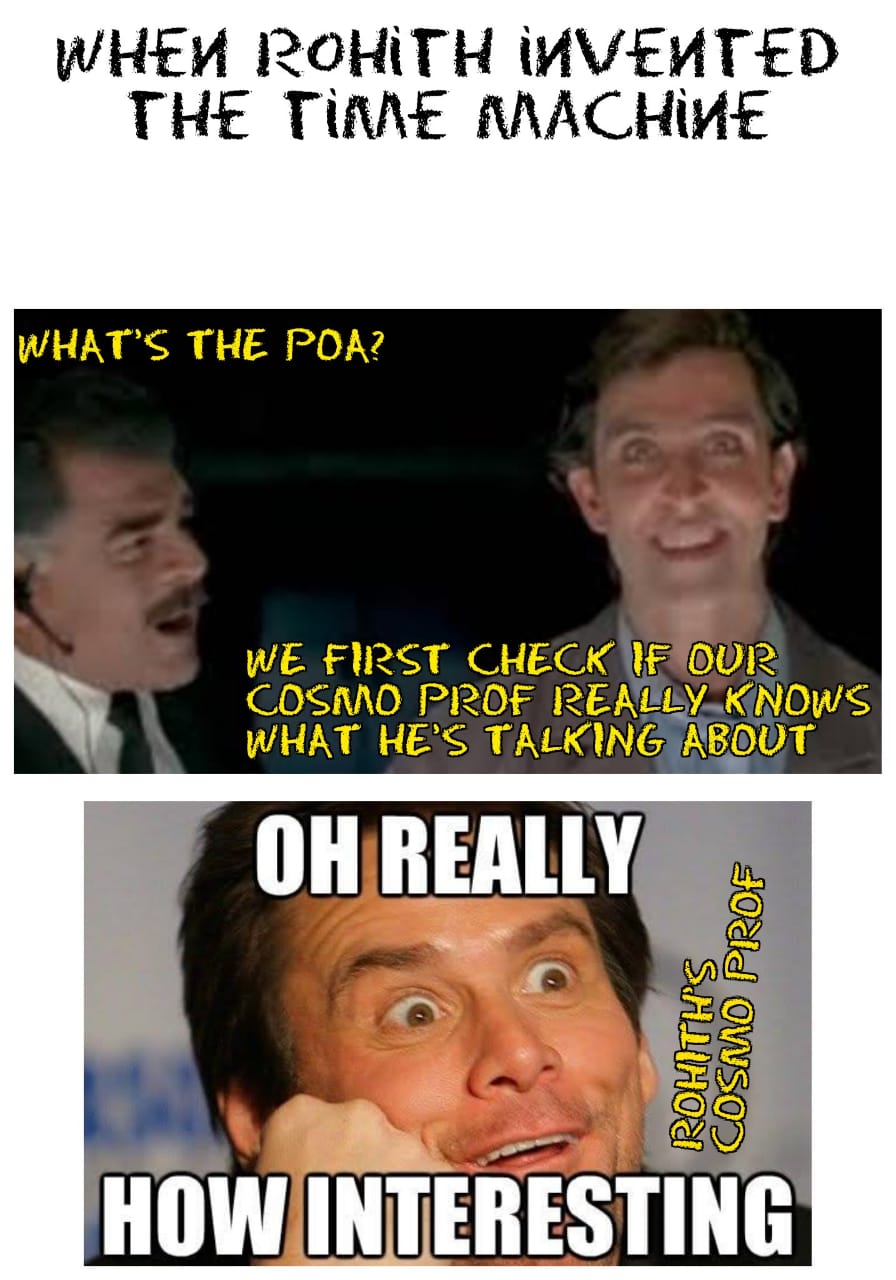 WHEN ROHITH INVENTED
THE TIME MACHINE
WHAT'S THE POA?
WE FIRST CHECK IF OUR
COSMO PROF REALLY KNOWS
WHAT HE'S TALKING ABOUT
OH REALLY
ROHITH'S
COSMO PROF
HOW INTERESTING